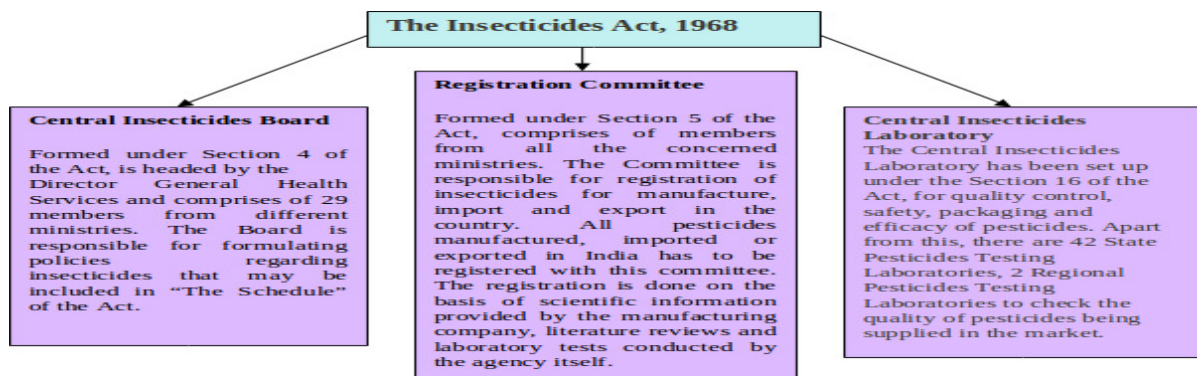 The Insecticides Act, 1968
Central Insecticides Board
Formed under Section 4 of
the Act, is headed by the
Director General Health
Services and comprises of 29
members from different
ministries. The Board is
responsible for formulating
policies regarding
insecticides that may be
included in “The Schedule”
of the Act.
Registration Committee
Formed under Section 5 of the
Act, comprises of members
from all the concerned
ministries. The Committee is
responsible for registration of
insecticides for manufacture,
import and export in the
country. All pesticides
manufactured, imported or
exported in India has to be
registered with this committee.
The registration is done on the
basis of scientific information
provided by the manufacturing
company, literature reviews and
laboratory tests conducted by
the agency itself.
Central Insecticides
Laboratory
The Central Insecticides
Laboratory has been set up
under the Section 16 of the
Act, for quality control,
safety, packaging and
efficacy of pesticides. Apart
from this, there are 42 State
Pesticides Testing
Laboratories, 2 Regional
Pesticides Testing
Laboratories to check the
quality of pesticides being
supplied in the market.